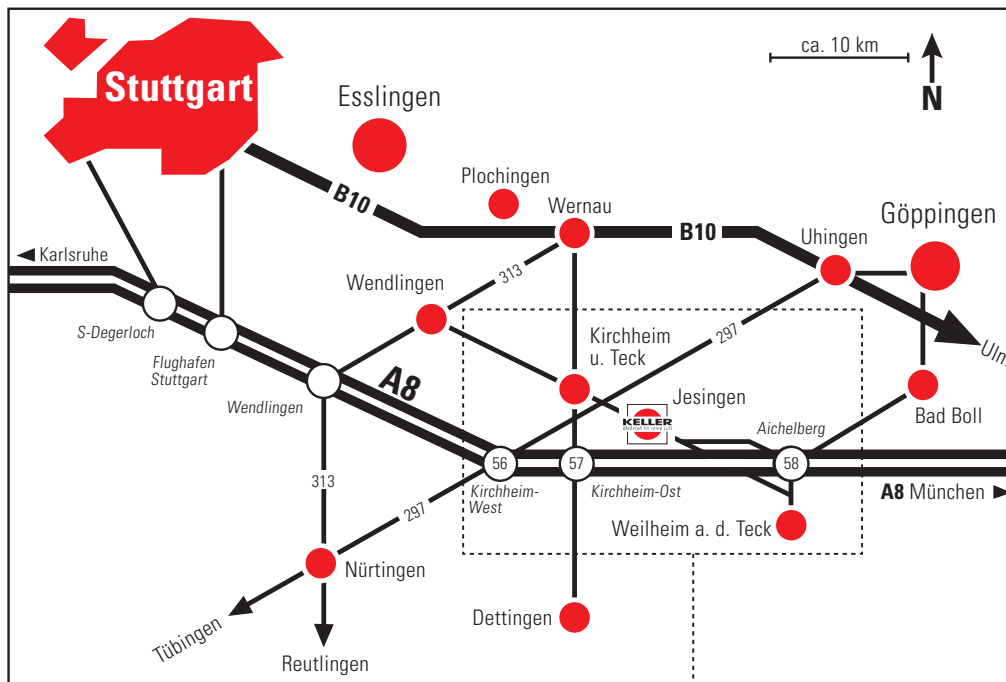 ca. 10 km
N
Stuttgart
Esslingen
Plochingen
Wernau
B10
B10
Göppingen
Uhingen
Karlsruhe
313
Wendlingen
S-Degerloch
Flughafen
Stuttgart
297
Kirchheim
u. Teck
Ulm
A8
Wendlingen
Jesingen
KELLER
Bad Boll
Aichelberg
56
57
58
Kirchheim-
West
Kirchheim-Ost
A8 München
313
297
Weilheim a. d. Teck
Nürtingen
Dettingen
Tübingen
Reutlingen